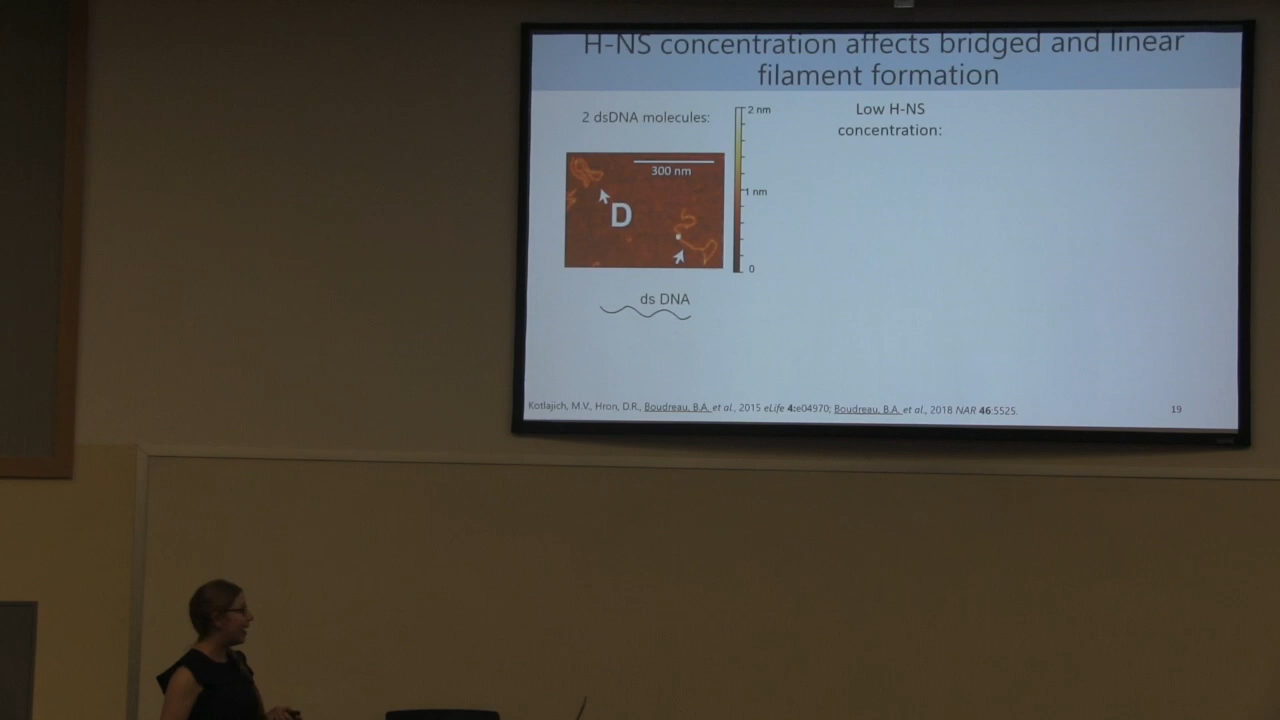 H-NS concentration affects bridged and linear
filament formation
2 dsDNA molecules:
300 nm
D
2 nm
1 nm
0
ds DNA
Low H-NS
concentration:
Kotlajich, M.V., Hron, D.R., Boudreau, B.A. et al., 2015 eLife 4:e04970; Boudreau, B.A. et al., 2018 NAR 46:5525.
19